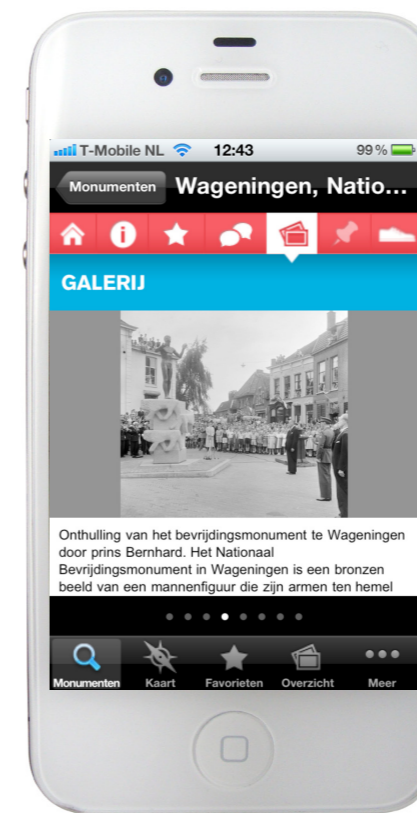 T-Mobile NL 12:43 99 %
Monumenten Wageningen, Natio...
GALERIJ
Onthulling van het bevrijdingsmonument te Wageningen
door prins Bernhard. Het Nationaal
Bevrijdingsmonument in Wageningen is een bronzen
beeld van een mannenfiguur die zijn armen ten hemel
Monumenten Kaart Favorieten Overzicht Meer